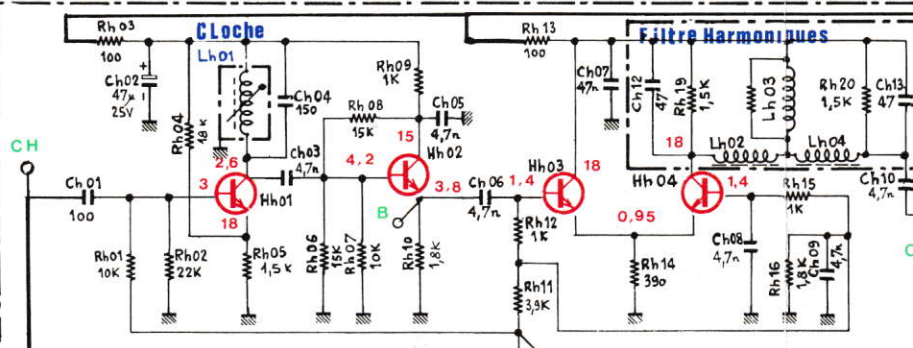 Rh03
100
CLoche
Lh01
Rh13
100
Filtre Harmoniques
Ch02
47µ
25V
Rh04
18K
Ch04
150
Rh09
1K
Rh08
15K
Ch05
4,7n
Ch07
47n
Ch12
47
Rh19
1,5K
Lh03
Rh20
1,5K
Ch13
47
CH
2,6
Ch03
4,7n
15
Hh02
4,2
18
18
Lh02
Lh04
Ch01
100
3
Hh01
18
B
3,8
Ch06
4,7n
1,4
Hh03
Hh04
1,4
Rh15
1K
Ch10
4,7n
0,95
Rh01
10K
Rh02
22K
Rh05
1,5K
Rh06
15K
Rh07
10K
Rh10
1,8K
Rh12
1K
Rh11
3,9K
Rh14
390
Ch08
4,7n
Rh16
1,8K
Ch09
4,7n